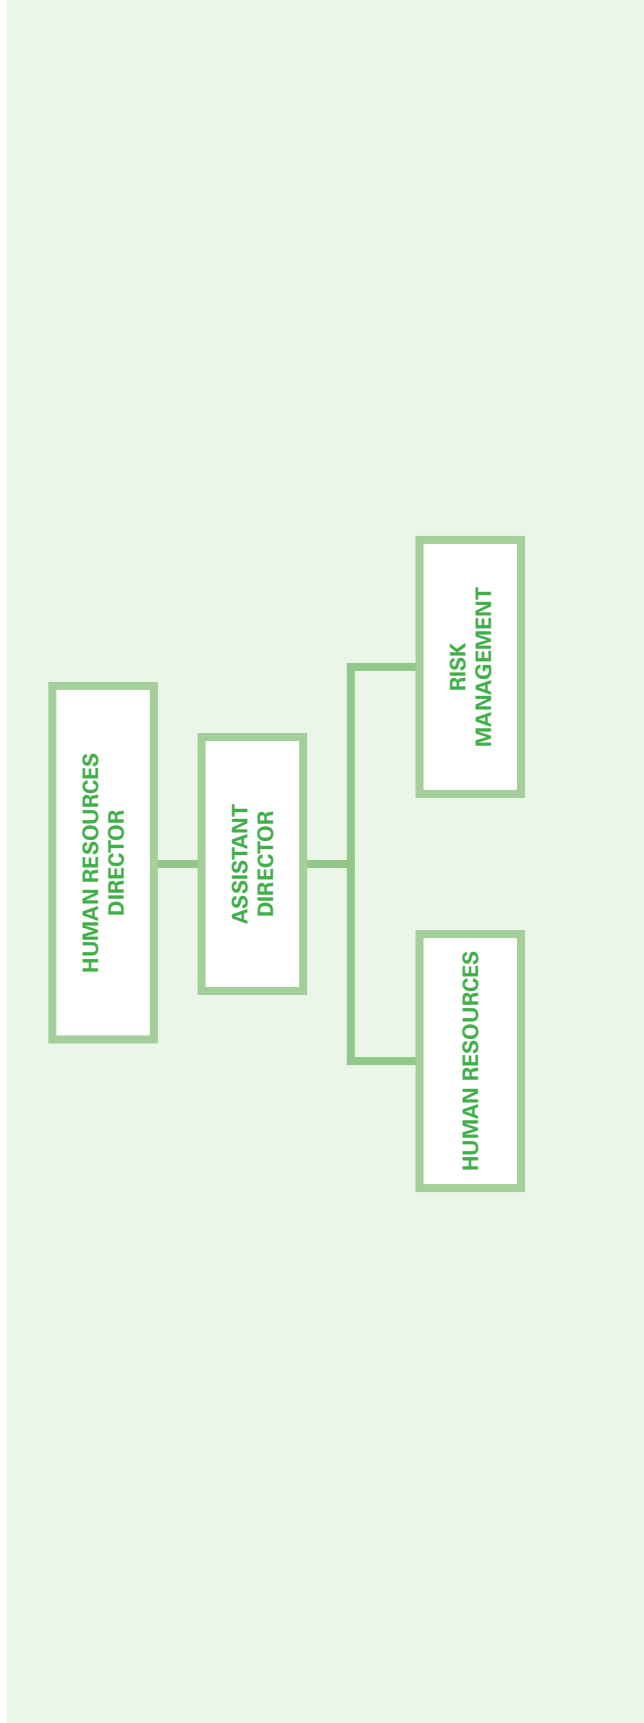 HUMAN RESOURCES
DIRECTOR
ASSISTANT
DIRECTOR
HUMAN RESOURCES
RISK
MANAGEMENT